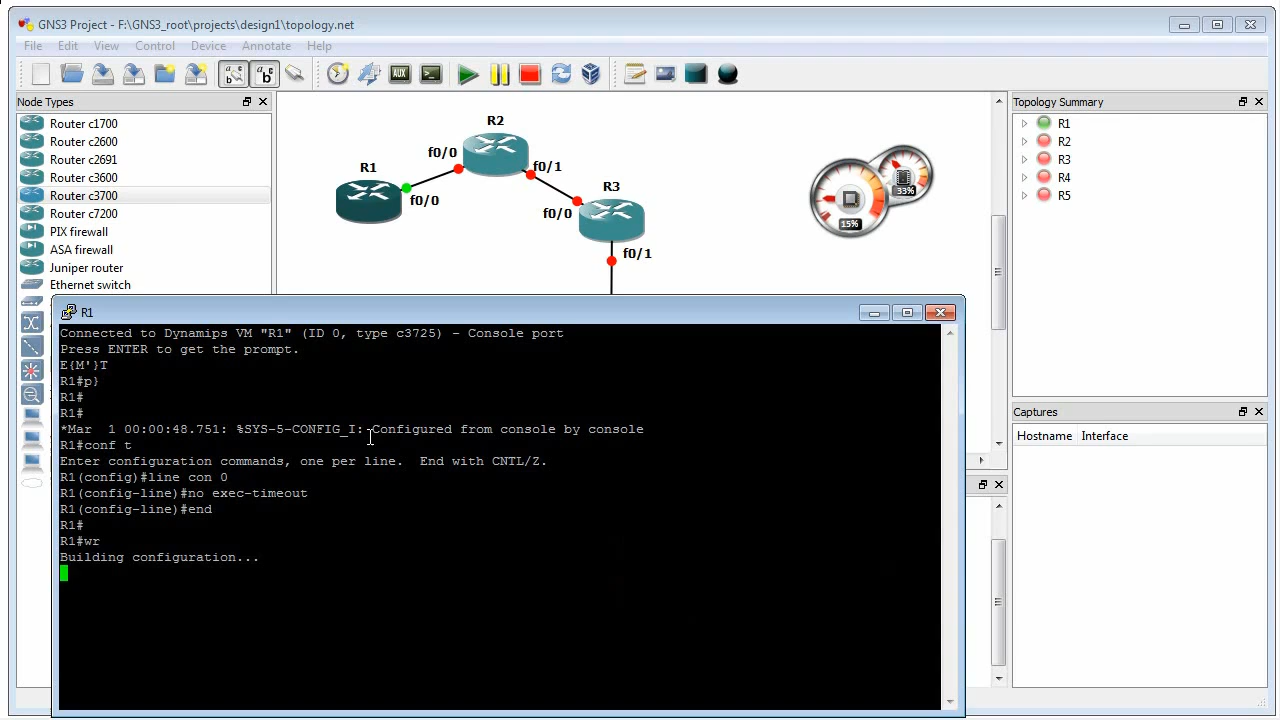 GNS3 Project - F:\GNS3_root\projects\design1\topology.net
File Edit View Control Device Annotate Help
AUX
Node Types
Router c1700
Router c2600
Router c2691
Router c3600
Router c3700
Router c7200
PIX firewall
ASA firewall
Juniper router
Ethernet switch
R1
f0/0
R2
f0/0
f0/1
R3
f0/0
f0/1
33%
15%
Topology Summary
R1
R2
R3
R4
R5
Captures
Hostname Interface
R1
Connected to Dynamips VM "R1" (ID 0, type c3725) - Console port
Press ENTER to get the prompt.
E{M'}T
R1#p}
R1#
R1#
*Mar  1 00:00:48.751: %SYS-5-CONFIG_I: Configured from console by console
R1#conf t
Enter configuration commands, one per line.  End with CNTL/Z.
R1(config)#line con 0
R1(config-line)#no exec-timeout
R1(config-line)#end
R1#
R1#wr
Building configuration...